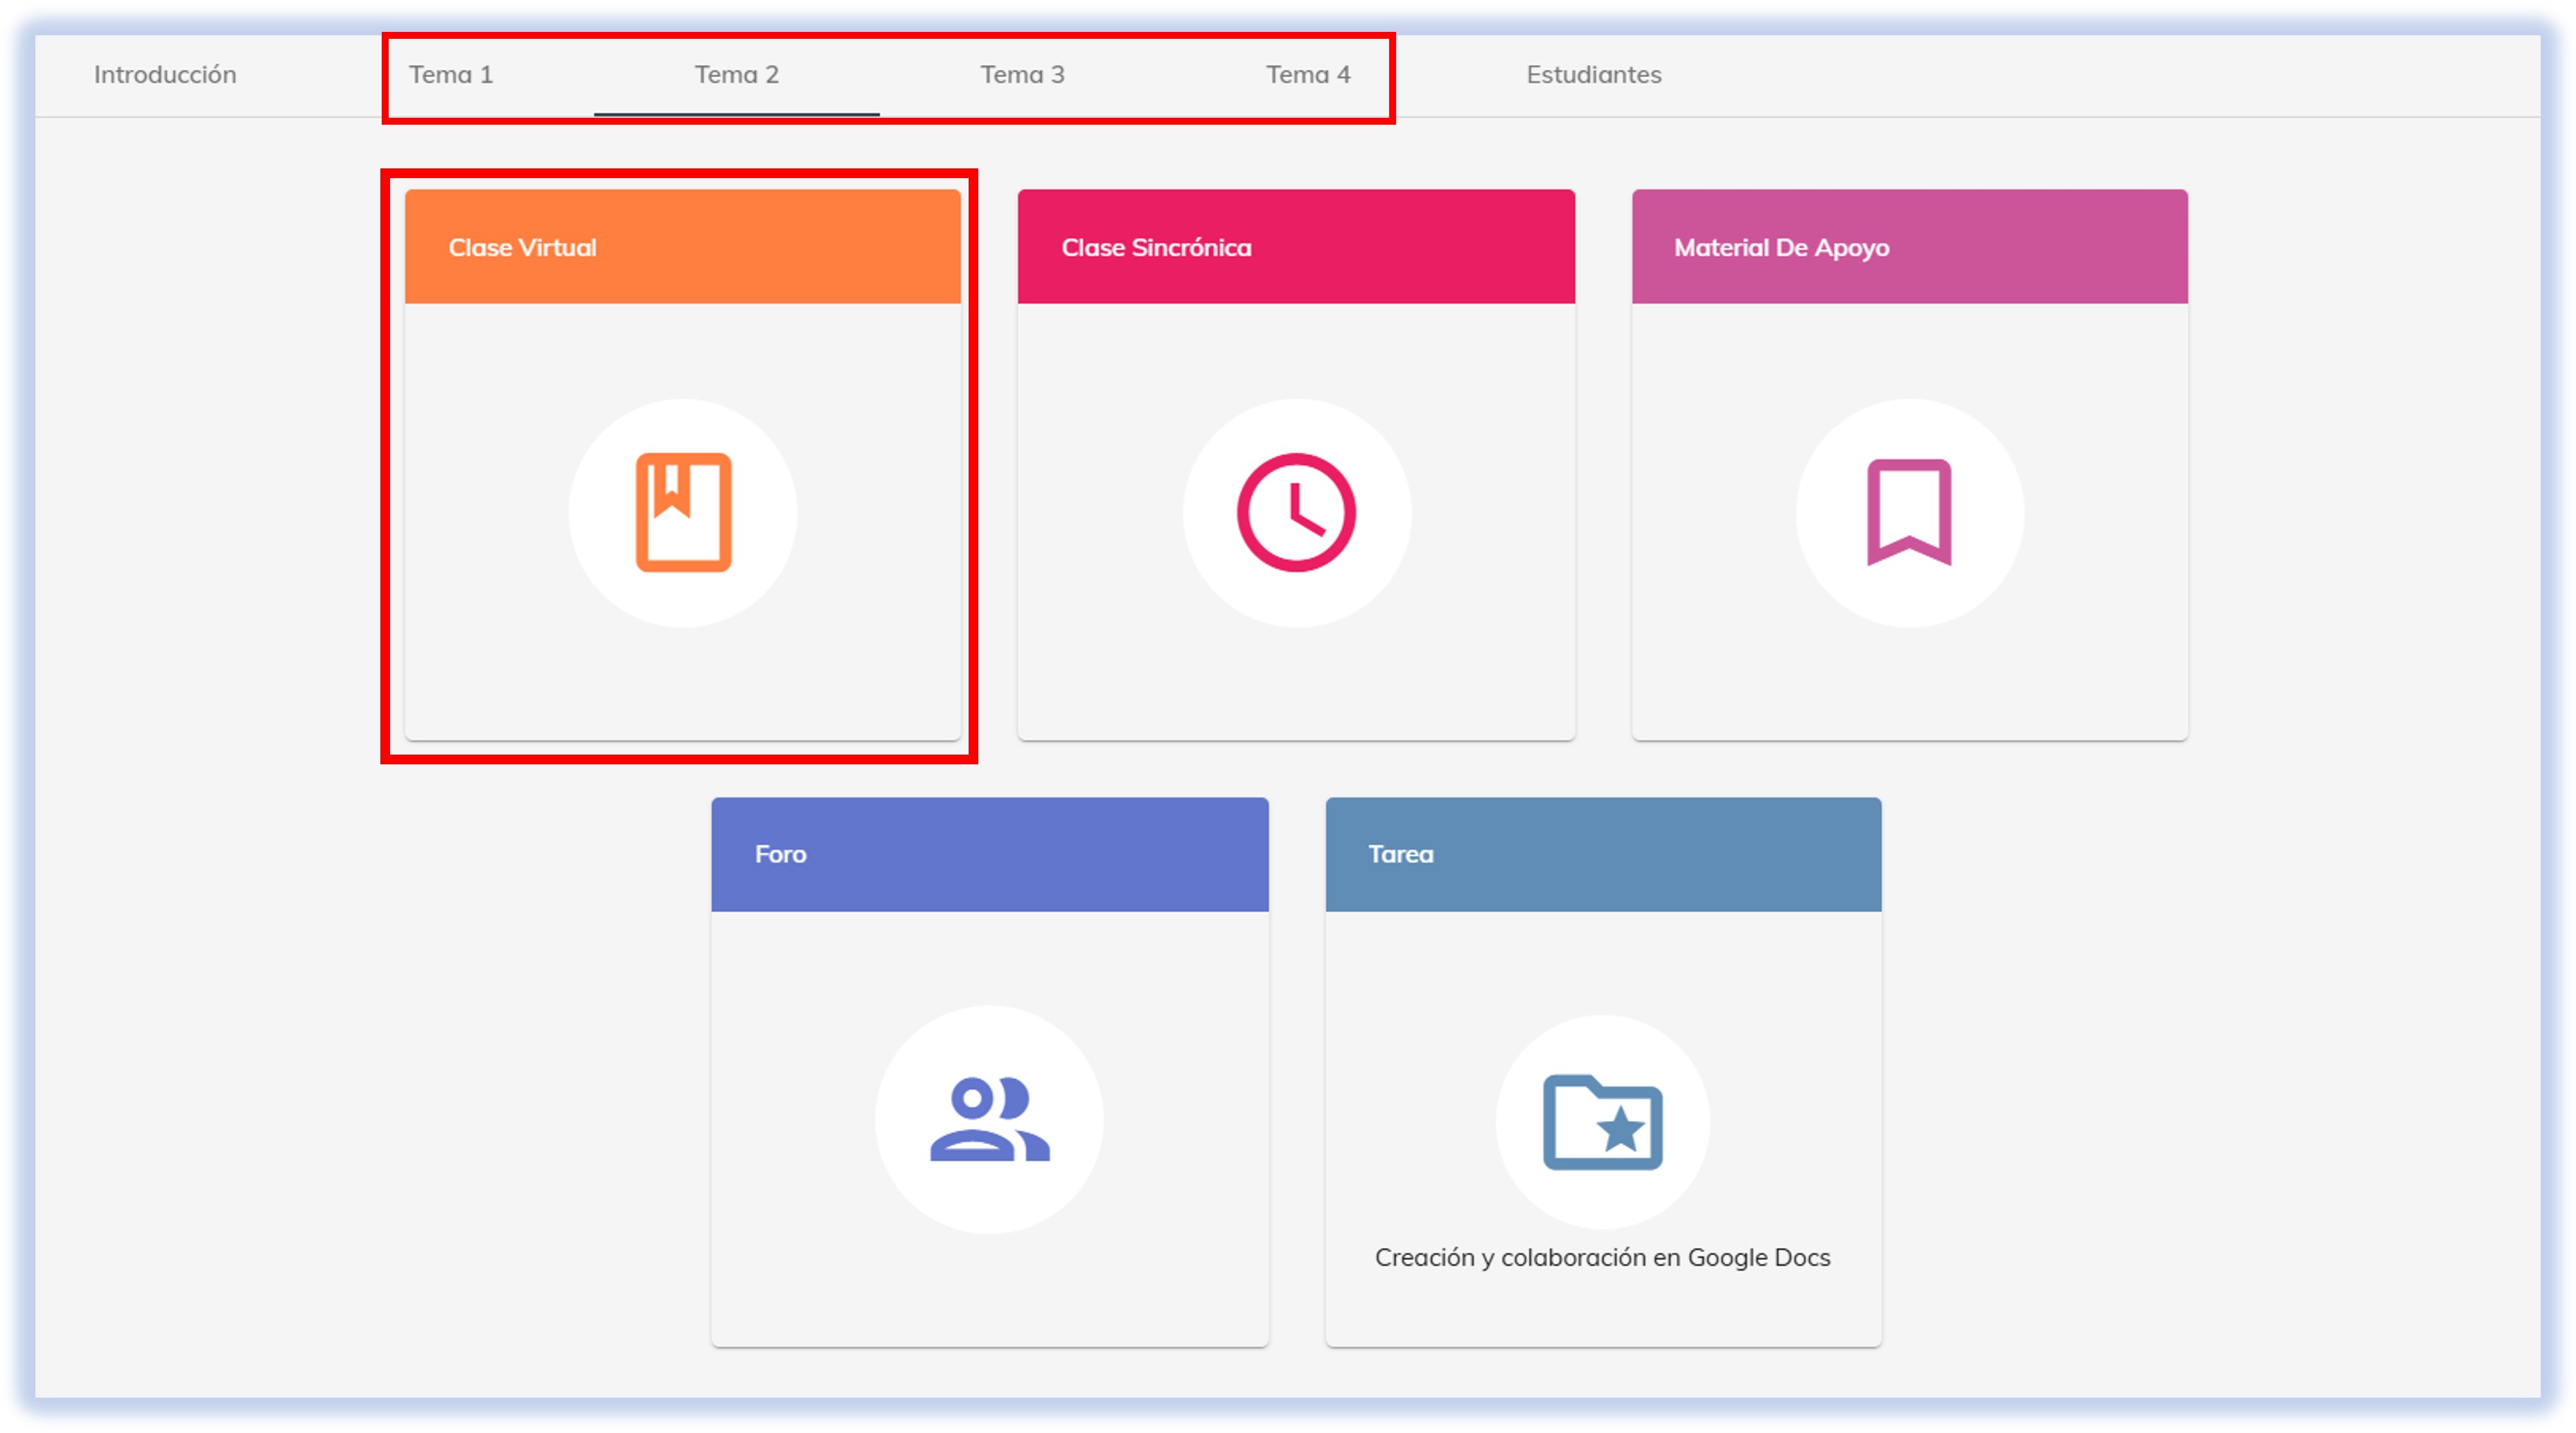 Introducción Tema 1 Tema 2 Tema 3 Tema 4 Estudiantes
Clase Virtual
Clase Sincrónica
Material De Apoyo
Foro
Tarea
Creación y colaboración en Google Docs